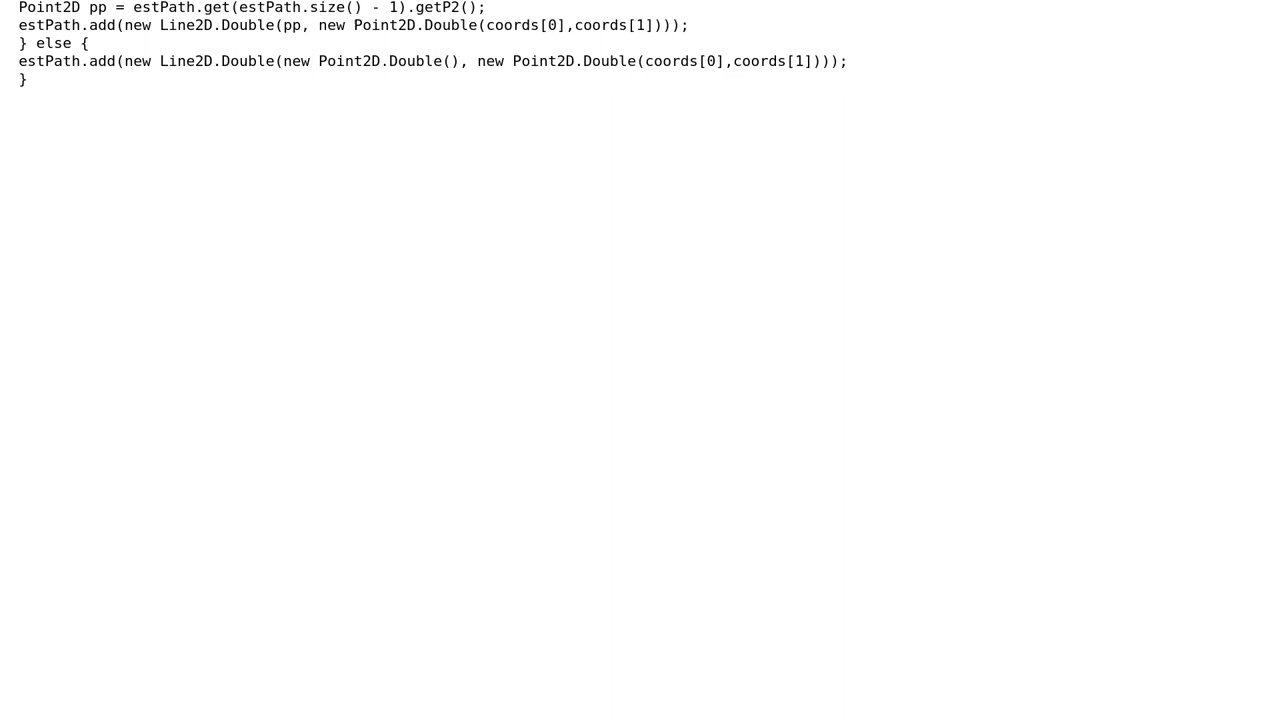 Point2D pp = estPath.get(estPath.size() - 1).getP2();
estPath.add(new Line2D.Double(pp, new Point2D.Double(coords[0],coords[1])));
} else {
estPath.add(new Line2D.Double(new Point2D.Double(), new Point2D.Double(coords[0],coords[1])));
}